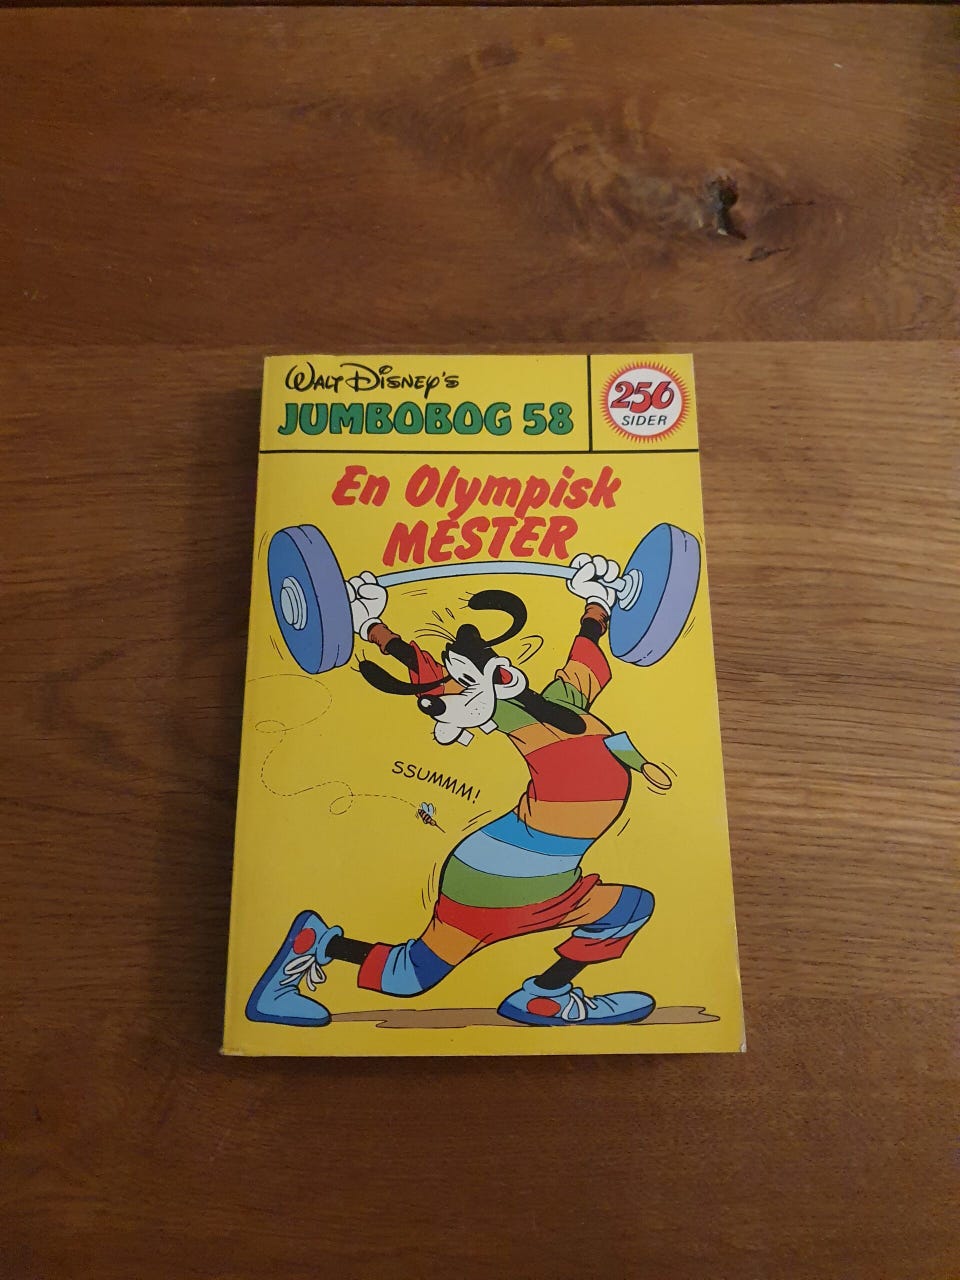 WALT DISNEY'S
JUMBOBOG 58
256
SIDER
En Olympisk
MESTER
SSUMMM!